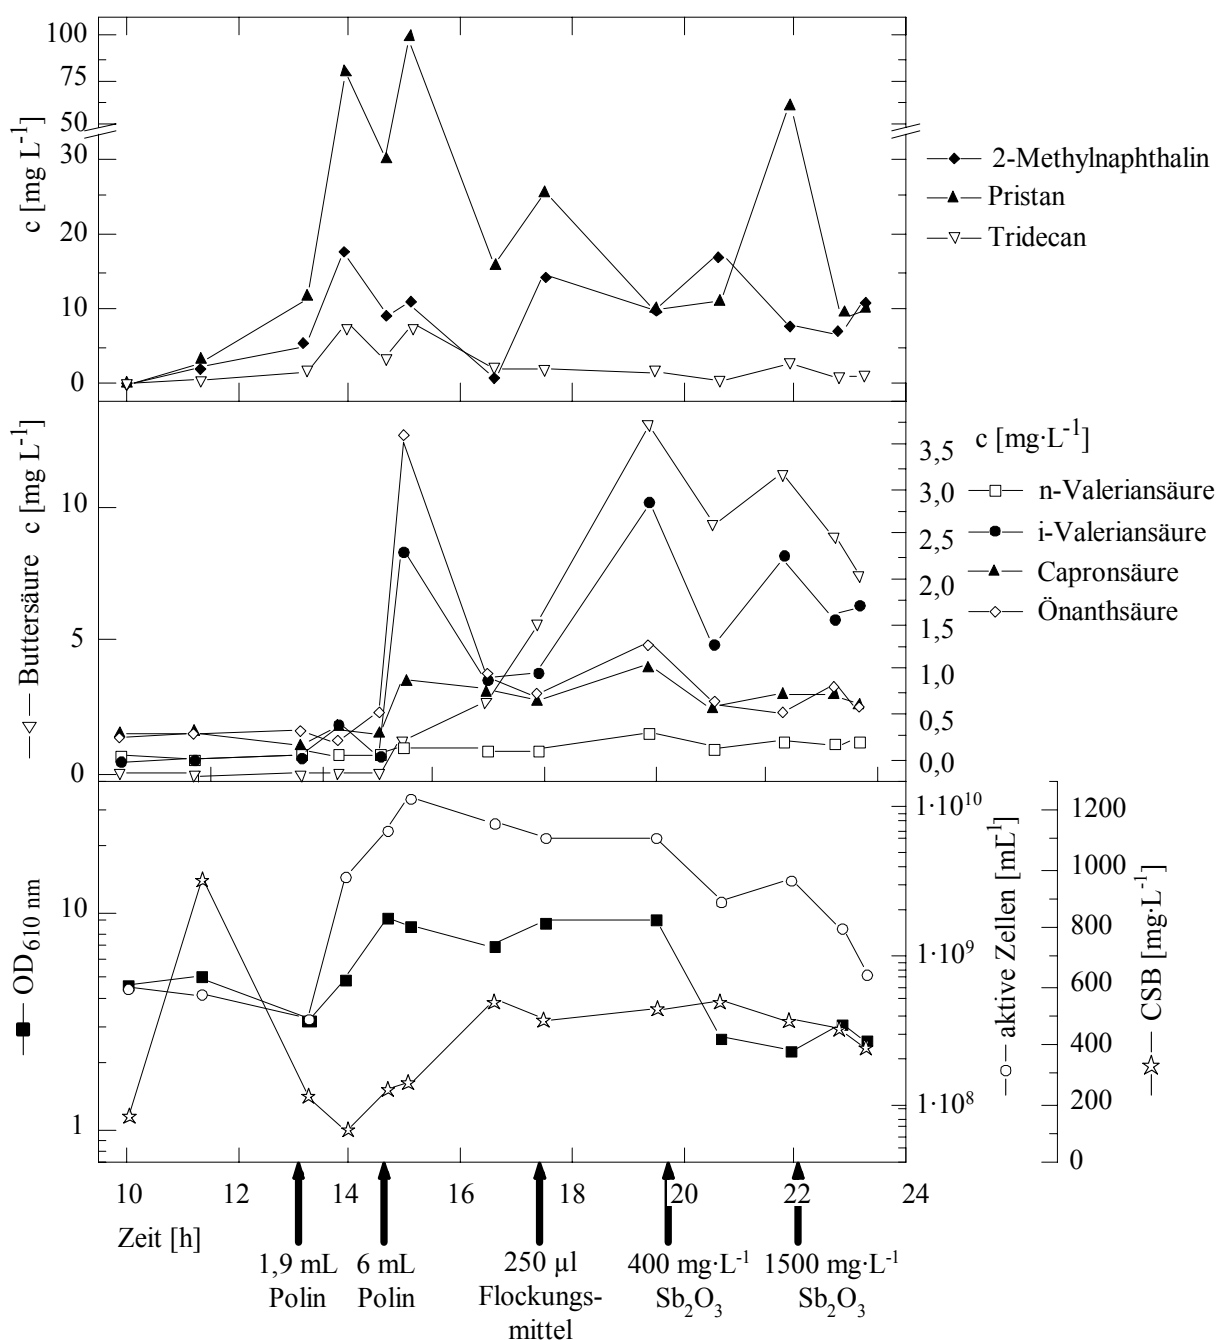 100
75
50
30
20
10
0
c [mg L⁻¹]
2-Methylnaphthalin
Pristan
Tridecan
10
5
0
Buttersäure c [mg L⁻¹]
3,5
3,0
2,5
2,0
1,5
1,0
0,5
0,0
c [mg·L⁻¹]
n-Valeriansäure
i-Valeriansäure
Capronsäure
Önanthsäure
10
1
OD₆₁₀ ₙₘ
1·10¹⁰
1·10⁹
1·10⁸
aktive Zellen [mL⁻¹]
1200
1000
800
600
400
200
0
CSB [mg·L⁻¹]
10 12 14 16 18 20 22 24
Zeit [h]
1,9 mL
Polin
6 mL
Polin
250 µl
Flockungs-
mittel
400 mg·L⁻¹
Sb₂O₃
1500 mg·L⁻¹
Sb₂O₃